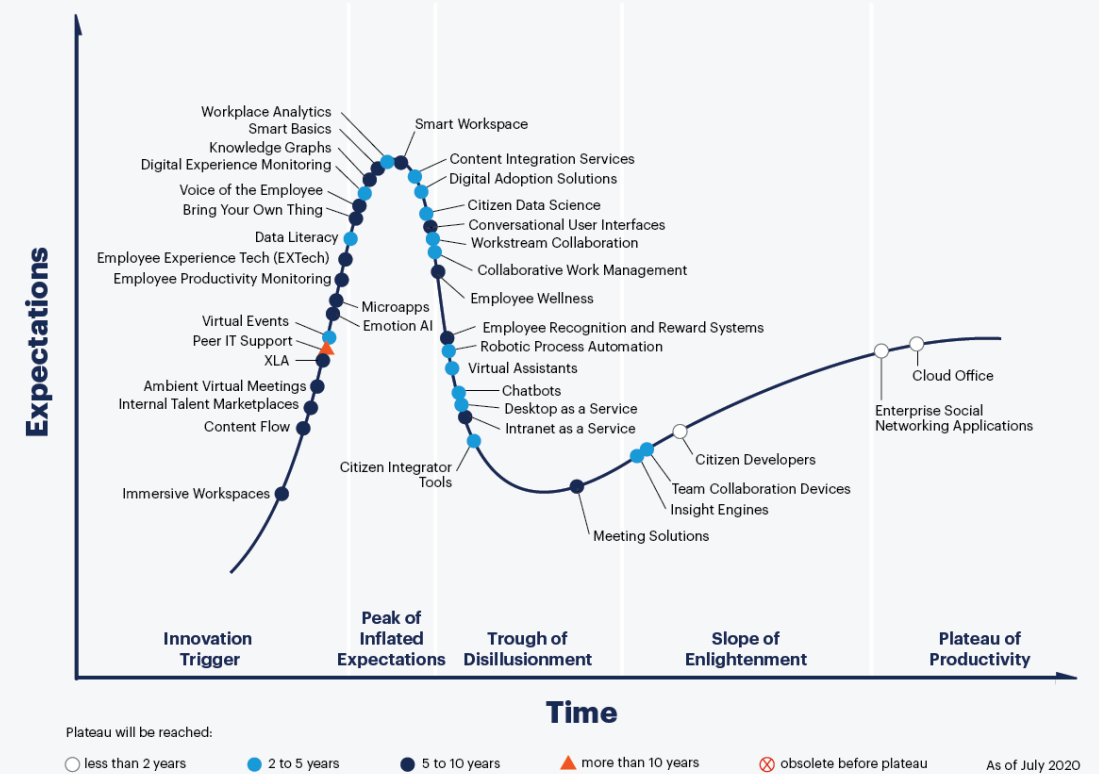 Workplace Analytics
Smart Basics
Knowledge Graphs
Digital Experience Monitoring
Voice of the Employee
Bring Your Own Thing
Data Literacy
Employee Experience Tech (EXTech)
Employee Productivity Monitoring
Microapps
Emotion AI
Virtual Events
Peer IT Support
XLA
Ambient Virtual Meetings
Internal Talent Marketplaces
Content Flow
Immersive Workspaces
Smart Workspace
Content Integration Services
Digital Adoption Solutions
Citizen Data Science
Conversational User Interfaces
Workstream Collaboration
Collaborative Work Management
Employee Wellness
Employee Recognition and Reward Systems
Robotic Process Automation
Virtual Assistants
Chatbots
Desktop as a Service
Intranet as a Service
Citizen Integrator
Tools
Meeting Solutions
Insight Engines
Team Collaboration Devices
Citizen Developers
Enterprise Social
Networking Applications
Cloud Office
Expectations
Innovation
Trigger
Peak of
Inflated
Expectations
Trough of
Disillusionment
Slope of
Enlightenment
Plateau of
Productivity
Time
Plateau will be reached:
less than 2 years
2 to 5 years
5 to 10 years
more than 10 years
obsolete before plateau
As of July 2020